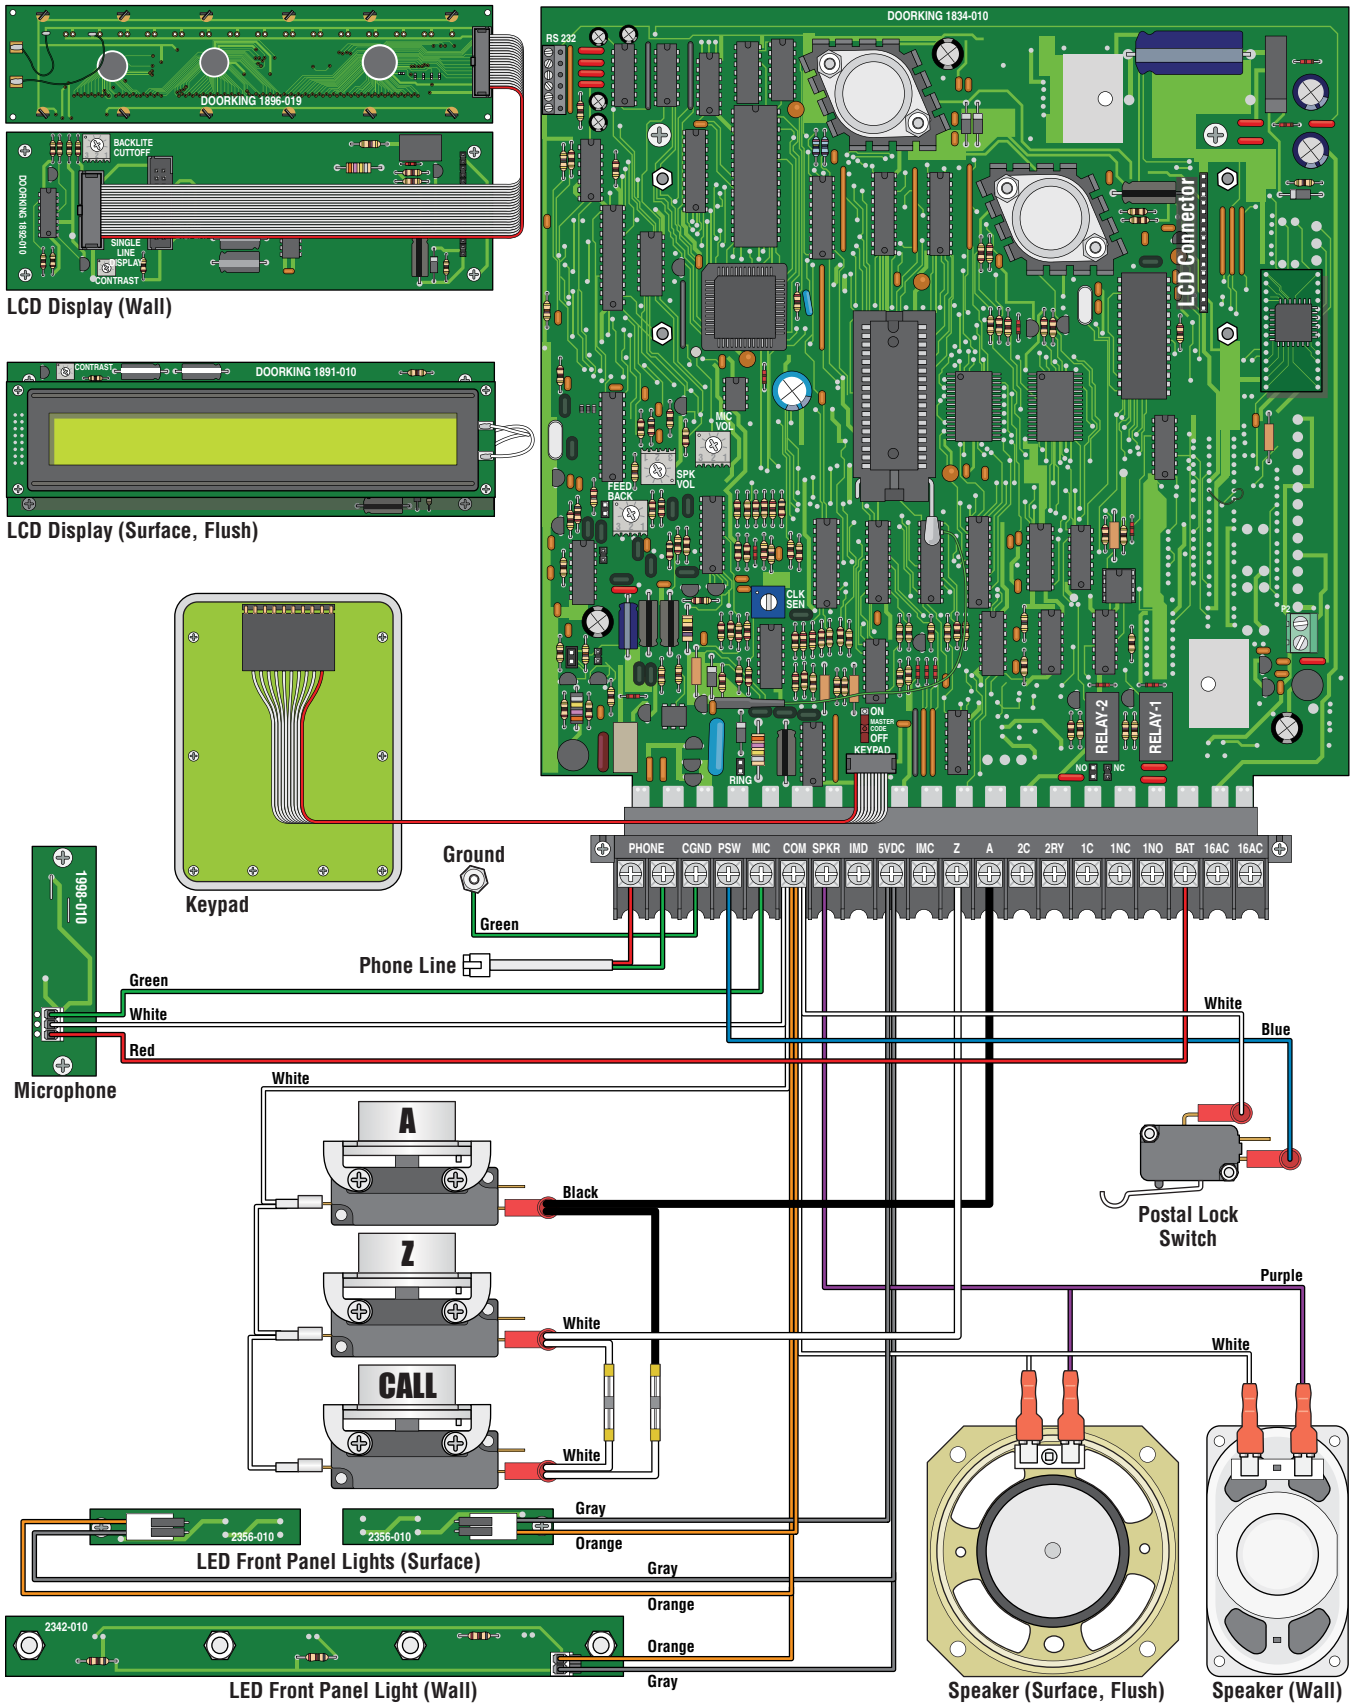 DOORKING 1896-019
BACKLITE
CUTTOFF
DOORKING 1892-010
SINGLE
LINE
DISPLAY
CONTRAST
LCD Display (Wall)
CONTRAST
DOORKING 1891-010
LCD Display (Surface, Flush)
DOORKING 1834-010
RS 232
LCD Connector
MIC
VOL
SPK
VOL
FEED
BACK
CLK
SEN
P2
ON
MASTER
CODE
OFF
KEYPAD
RING
RELAY-2
RELAY-1
NO
NC
PHONE CGND PSW MIC COM SPKR IMD 5VDC IMC Z A 2C 2RY 1C 1NC 1NO BAT 16AC 16AC
Keypad
Ground
Green
Phone Line
1998-010
Green
White
Red
Microphone
White
Blue
Postal Lock
Switch
White
A
Black
Z
White
CALL
White
Purple
White
2356-010
2356-010
Gray
Orange
LED Front Panel Lights (Surface)
Gray
Orange
2342-010
Orange
Gray
LED Front Panel Light (Wall)
Speaker (Surface, Flush)
Speaker (Wall)